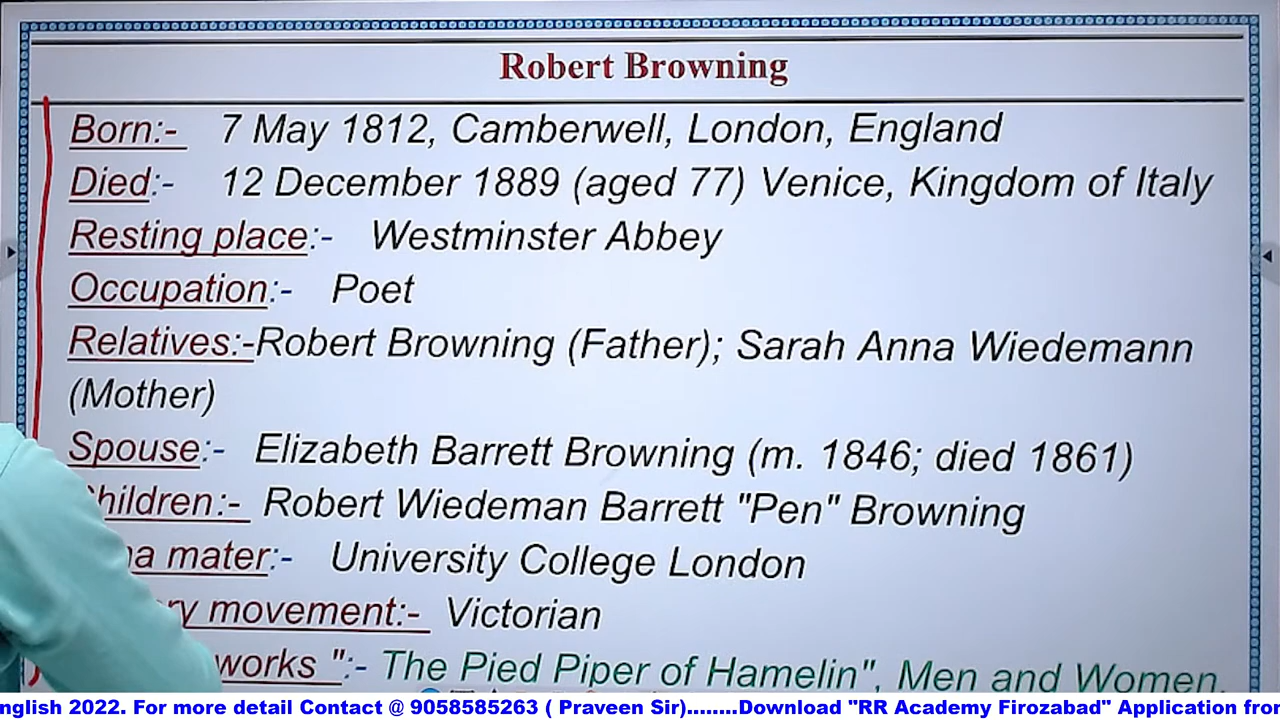 Robert Browning
Born:- 7 May 1812, Camberwell, London, England
Died:- 12 December 1889 (aged 77) Venice, Kingdom of Italy
Resting place:- Westminster Abbey
Occupation:- Poet
Relatives:-Robert Browning (Father); Sarah Anna Wiedemann
(Mother)
Spouse:- Elizabeth Barrett Browning (m. 1846; died 1861)
hildren:- Robert Wiedeman Barrett "Pen" Browning
a mater:- University College London
ry movement:- Victorian
works ":- The Pied Piper of Hamelin", Men and Women,
nglish 2022. For more detail Contact @ 9058585263 ( Praveen Sir)........Download "RR Academy Firozabad" Application fro